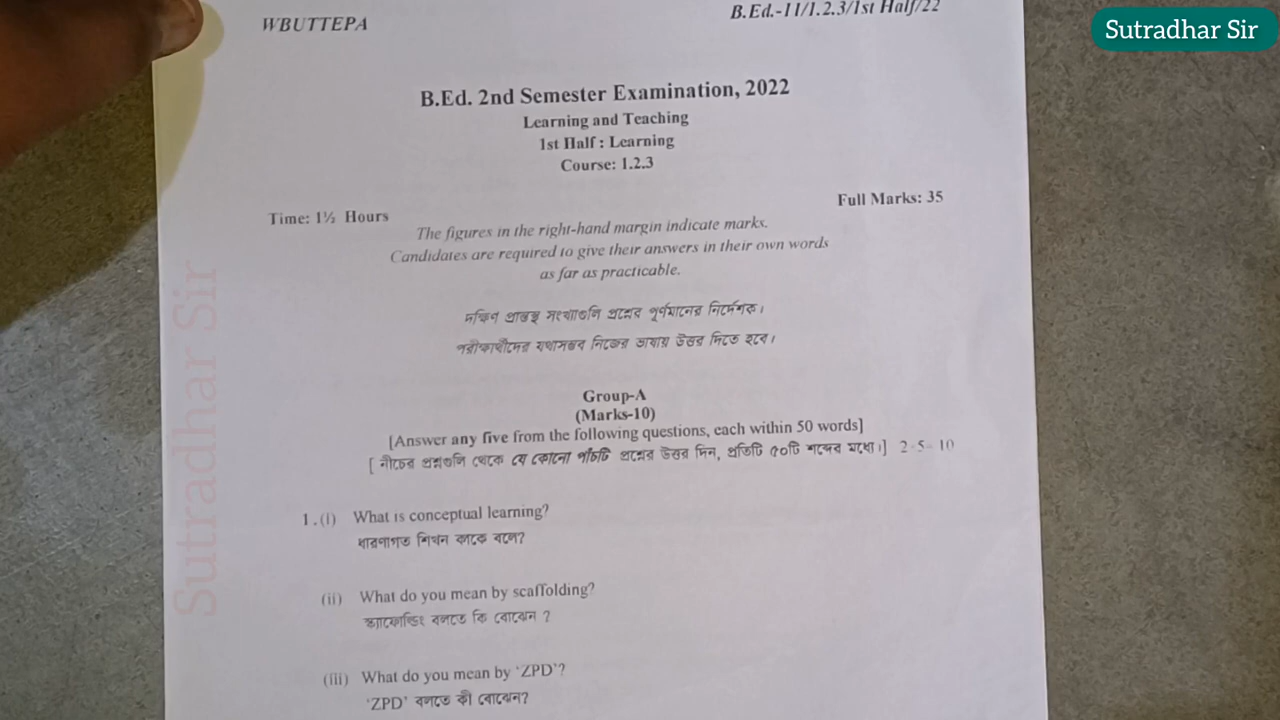 WBUTTEPA
B.Ed.-11/1.2.3/1st Half/22
Sutradhar Sir
B.Ed. 2nd Semester Examination, 2022
Learning and Teaching
1st Half : Learning
Course: 1.2.3
Time: 1½ Hours
Full Marks: 35
The figures in the right-hand margin indicate marks.
Candidates are required to give their answers in their own words
as far as practicable.
দক্ষিণ প্রান্তস্থ সংখ্যাগুলি প্রশ্নের পূর্ণমানের নির্দেশক।
পরীক্ষার্থীদের যথাসম্ভব নিজের ভাষায় উত্তর দিতে হবে।
Group-A
(Marks-10)
[Answer any five from the following questions, each within 50 words]
[ নীচের প্রশ্নগুলি থেকে যে কোনো পাঁচটি প্রশ্নের উত্তর দিন, প্রতিটি ৫০টি শব্দের মধ্যে।] 2×5=10
1.(i) What is conceptual learning?
ধারণাগত শিখন কাকে বলে?
(ii) What do you mean by scaffolding?
স্ক্যাফোল্ডিং বলতে কি বোঝেন ?
(iii) What do you mean by 'ZPD'?
'ZPD' বলতে কী বোঝেন?
Sutradhar Sir